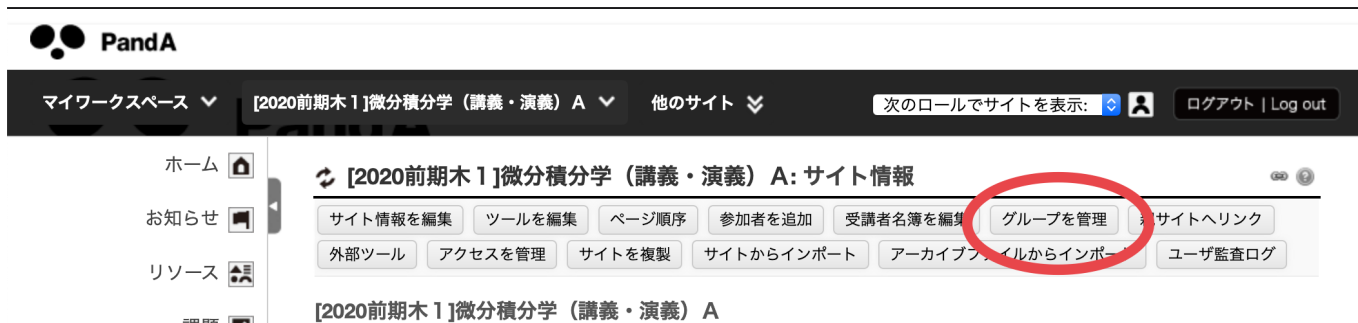 PandA
マイワークスペース [2020前期木1]微分積分学（講義・演義）A 他のサイト 次のロールでサイトを表示: ログアウト | Log out
ホーム
お知らせ
リソース
[2020前期木1]微分積分学（講義・演義）A: サイト情報
サイト情報を編集 ツールを編集 ページ順序 参加者を追加 受講者名簿を編集 グループを管理 サイトへリンク
外部ツール アクセスを管理 サイトを複製 サイトからインポート アーカイブファイルからインポート ユーザ監査ログ
[2020前期木1]微分積分学（講義・演義）A